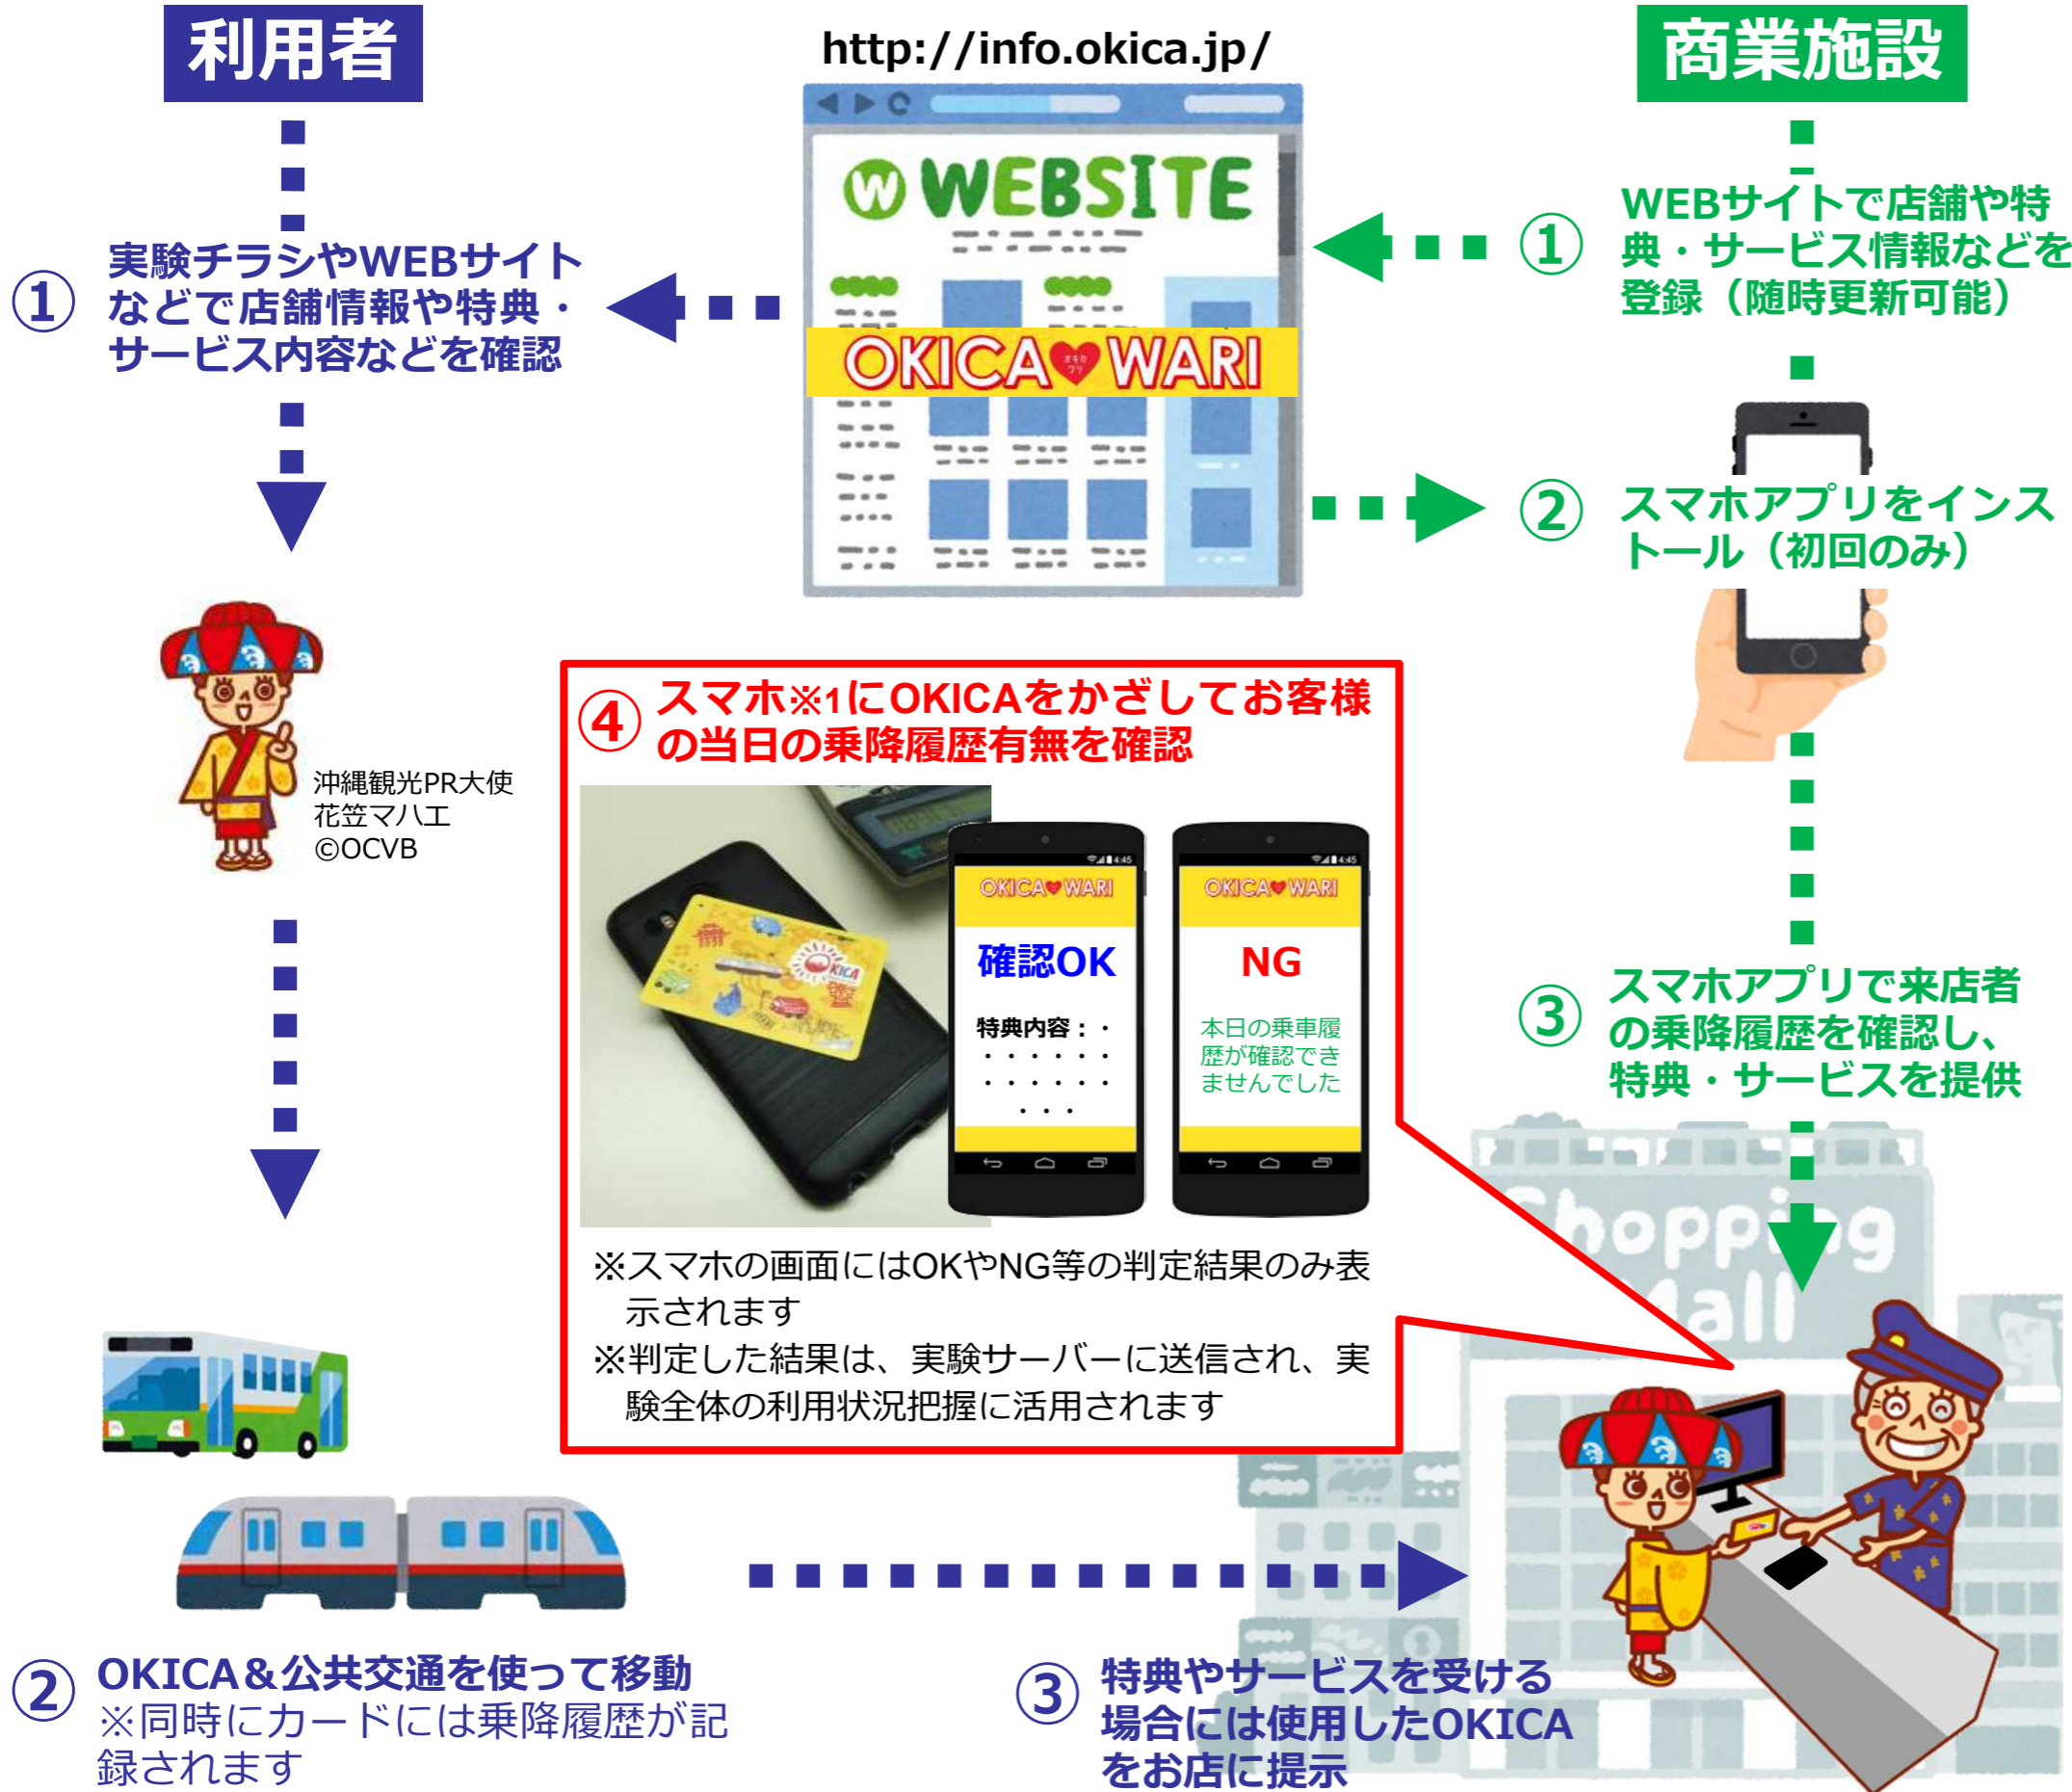 利用者
http://info.okica.jp/
商業施設
W WEBSITE
OKICA WARI
オキカ
ワリ
① 実験チラシやWEBサイト
などで店舗情報や特典・
サービス内容などを確認
① WEBサイトで店舗や特
典・サービス情報などを
登録（随時更新可能）
② スマホアプリをインス
トール（初回のみ）
沖縄観光PR大使
花笠マハエ
©OCVB
④ スマホ※1にOKICAをかざしてお客様
の当日の乗降履歴有無を確認
OKICA
4:45
OKICA WARI
確認OK
特典内容：・
・・・・・・
・・・・・・
・・・
4:45
OKICA WARI
NG
本日の乗車履
歴が確認でき
ませんでした
※スマホの画面にはOKやNG等の判定結果のみ表
示されます
※判定した結果は、実験サーバーに送信され、実
験全体の利用状況把握に活用されます
③ スマホアプリで来店者
の乗降履歴を確認し、
特典・サービスを提供
Shopping
Mall
② OKICA＆公共交通を使って移動
※同時にカードには乗降履歴が記
録されます
③ 特典やサービスを受ける
場合には使用したOKICA
をお店に提示